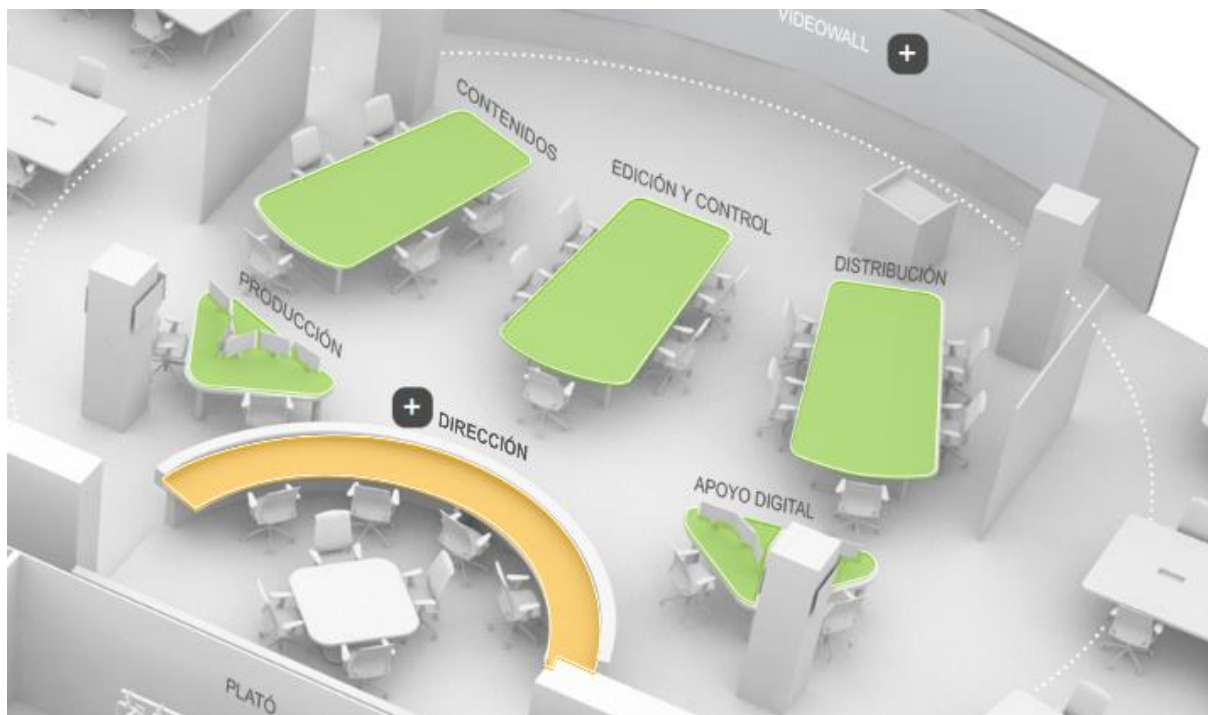 VIDEOWALL
CONTENIDOS
EDICIÓN Y CONTROL
DISTRIBUCIÓN
PRODUCCIÓN
DIRECCIÓN
APOYO DIGITAL
PLATÓ